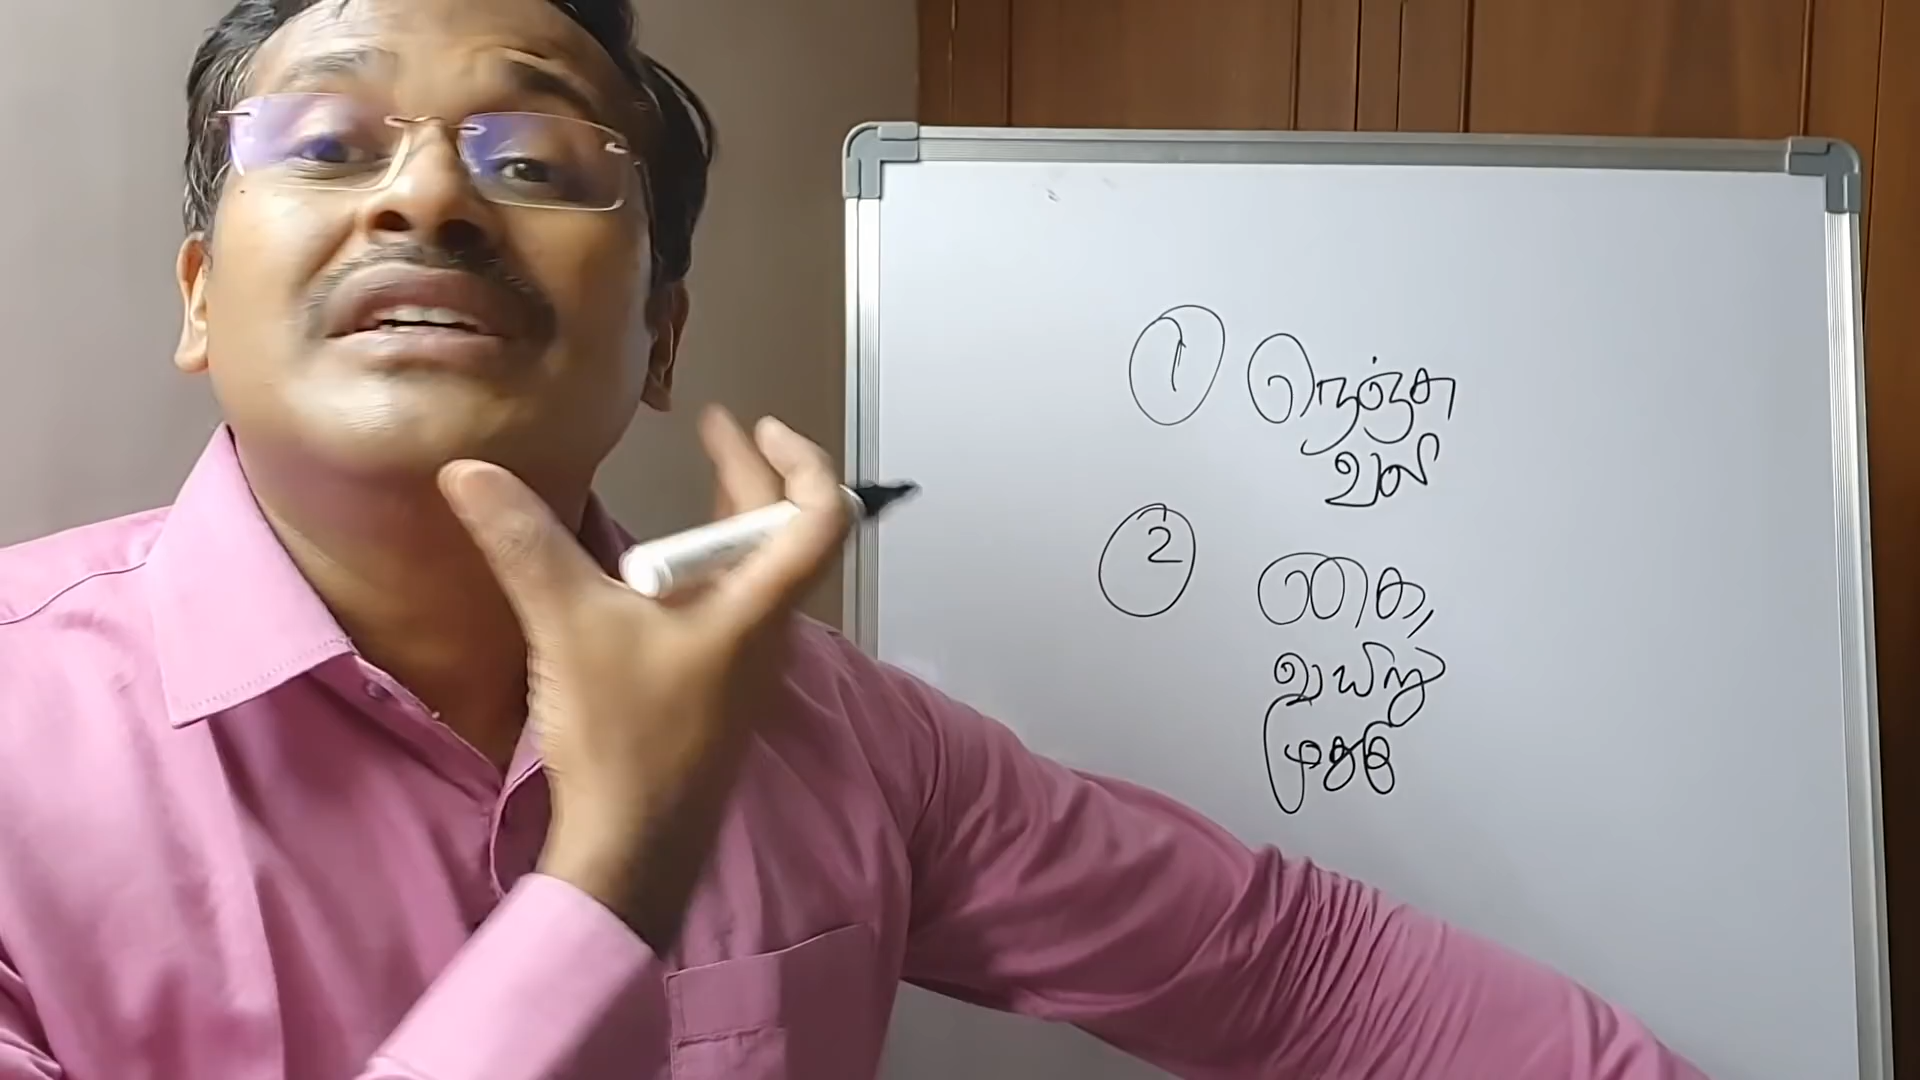 1 நெஞ்சு
வலி
2 கை,
வயிறு
முதுகு